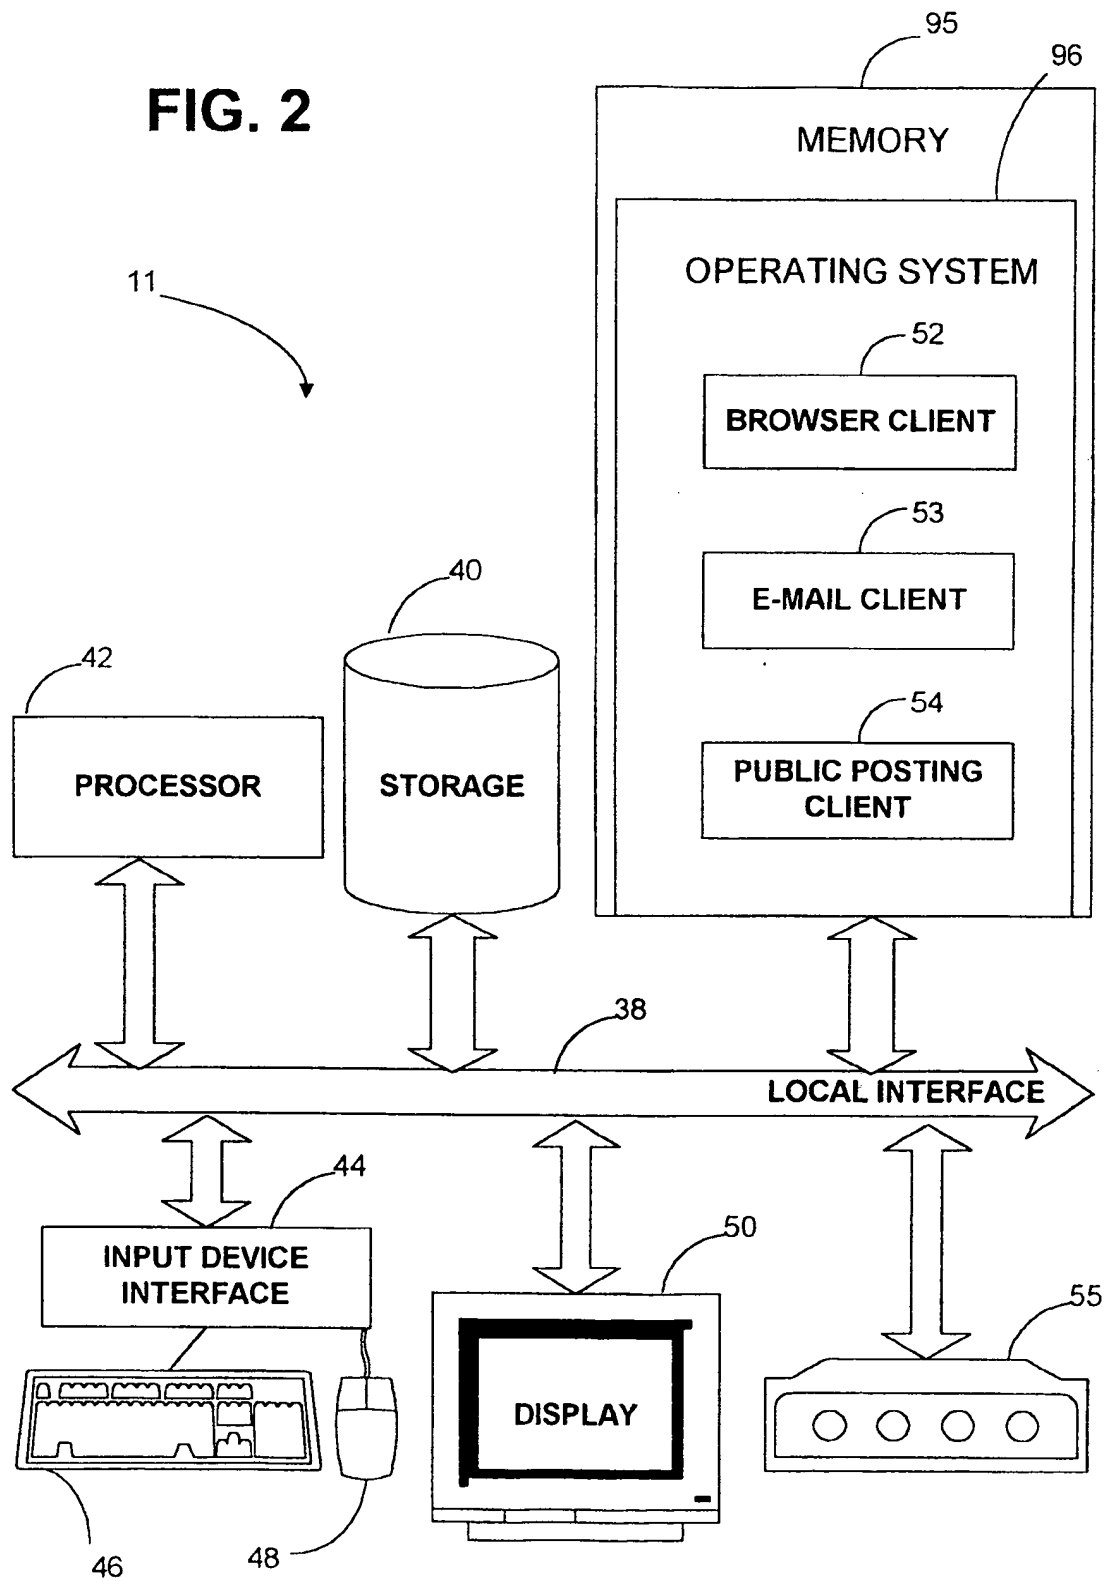 95
96
FIG. 2
MEMORY
OPERATING SYSTEM
11
52
BROWSER CLIENT
53
E-MAIL CLIENT
40
42
54
PROCESSOR
STORAGE
PUBLIC POSTING
CLIENT
38
LOCAL INTERFACE
44
INPUT DEVICE
INTERFACE
50
55
DISPLAY
46
48